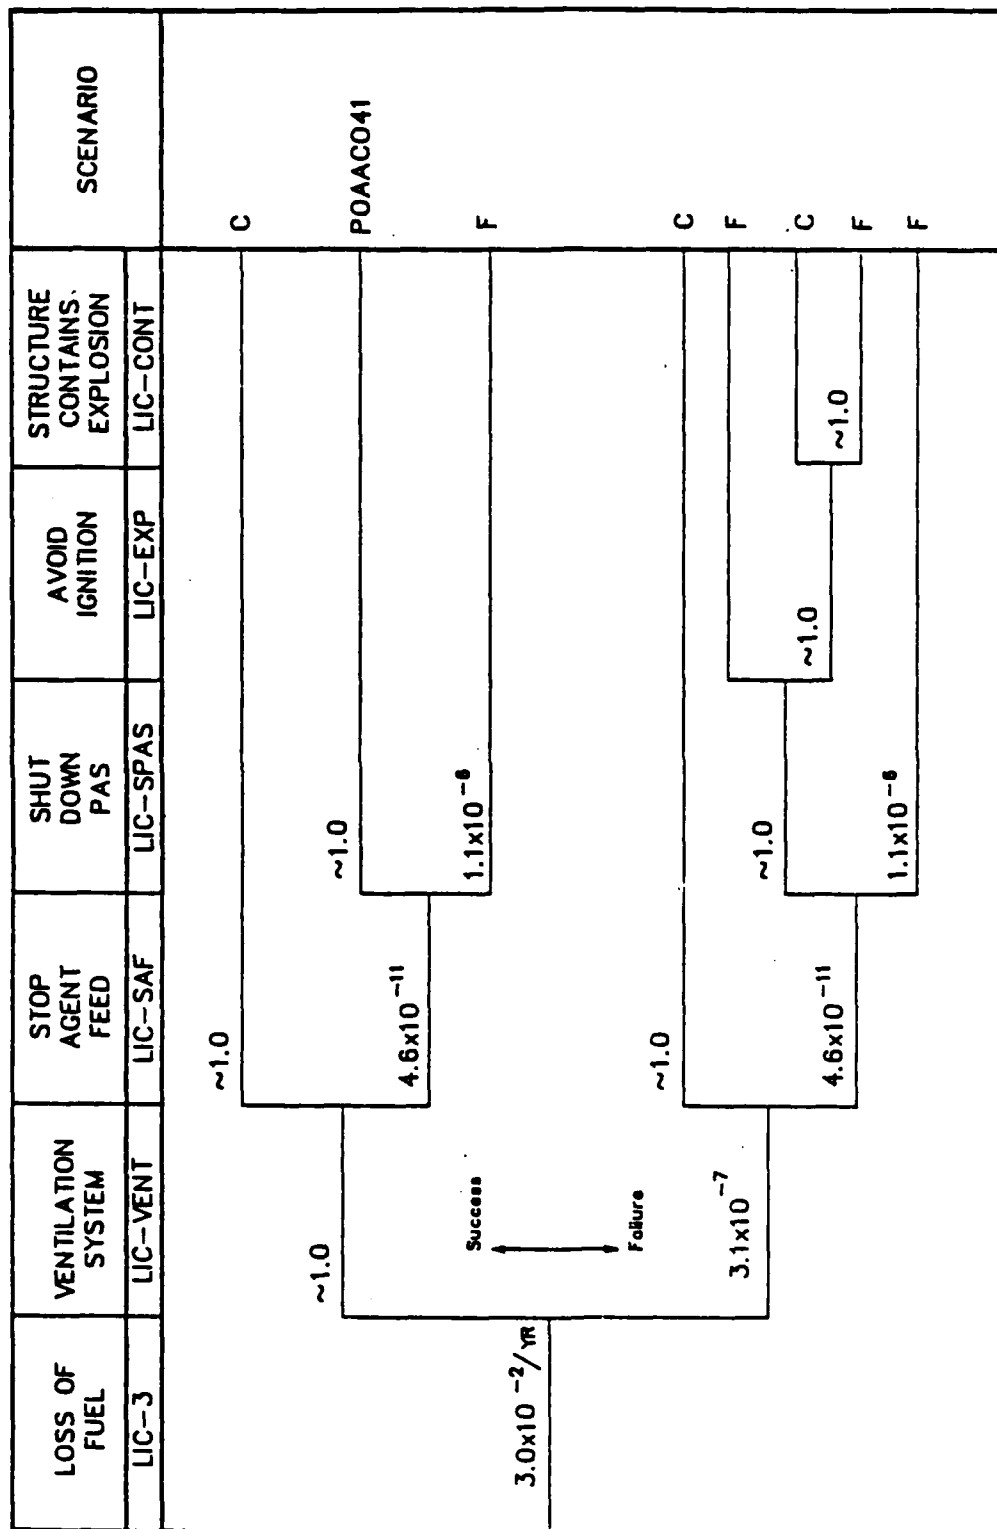 LOSS OF
FUEL
VENTILATION
SYSTEM
STOP
AGENT
FEED
SHUT
DOWN
PAS
AVOID
IGNITION
STRUCTURE
CONTAINS
EXPLOSION
SCENARIO
LIC-3
LIC-VENT
LIC-SAF
LIC-SPAS
LIC-EXP
LIC-CONT
~1.0
C
~1.0
~1.0
POAACO41
4.6x10⁻¹¹
1.1x10⁻⁶
F
Success
3.0x10⁻²/YR
Failure
~1.0
C
F
3.1x10⁻⁷
~1.0
~1.0
C
4.6x10⁻¹¹
~1.0
F
1.1x10⁻⁶
F